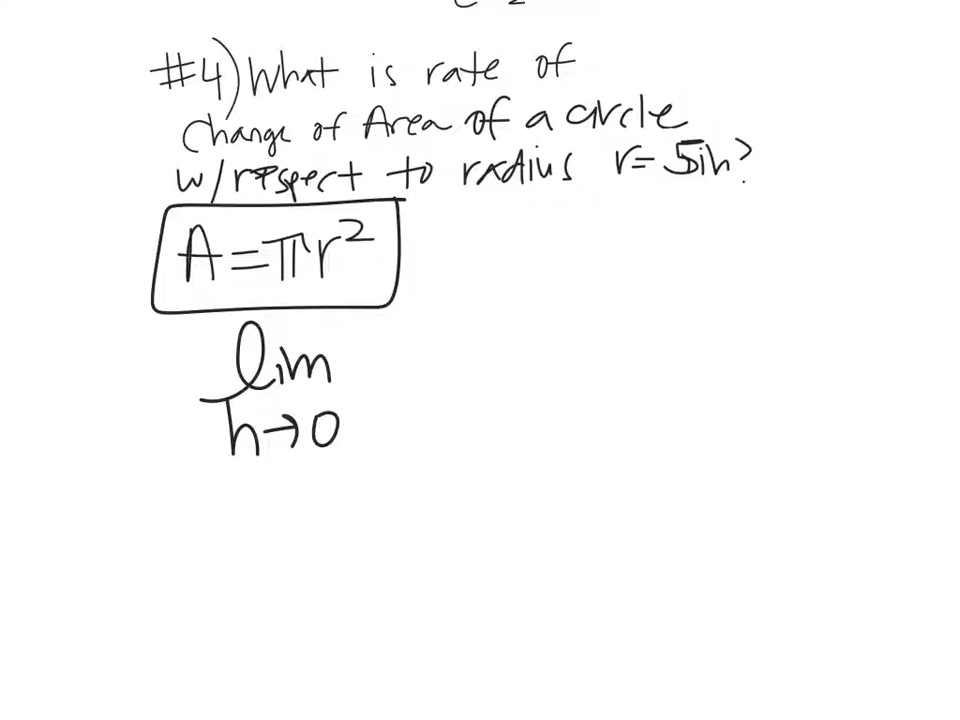 #4) What is rate of
Change of Area of a circle
w/respect to radius r= 5in?
A=πr²
lim
h→0